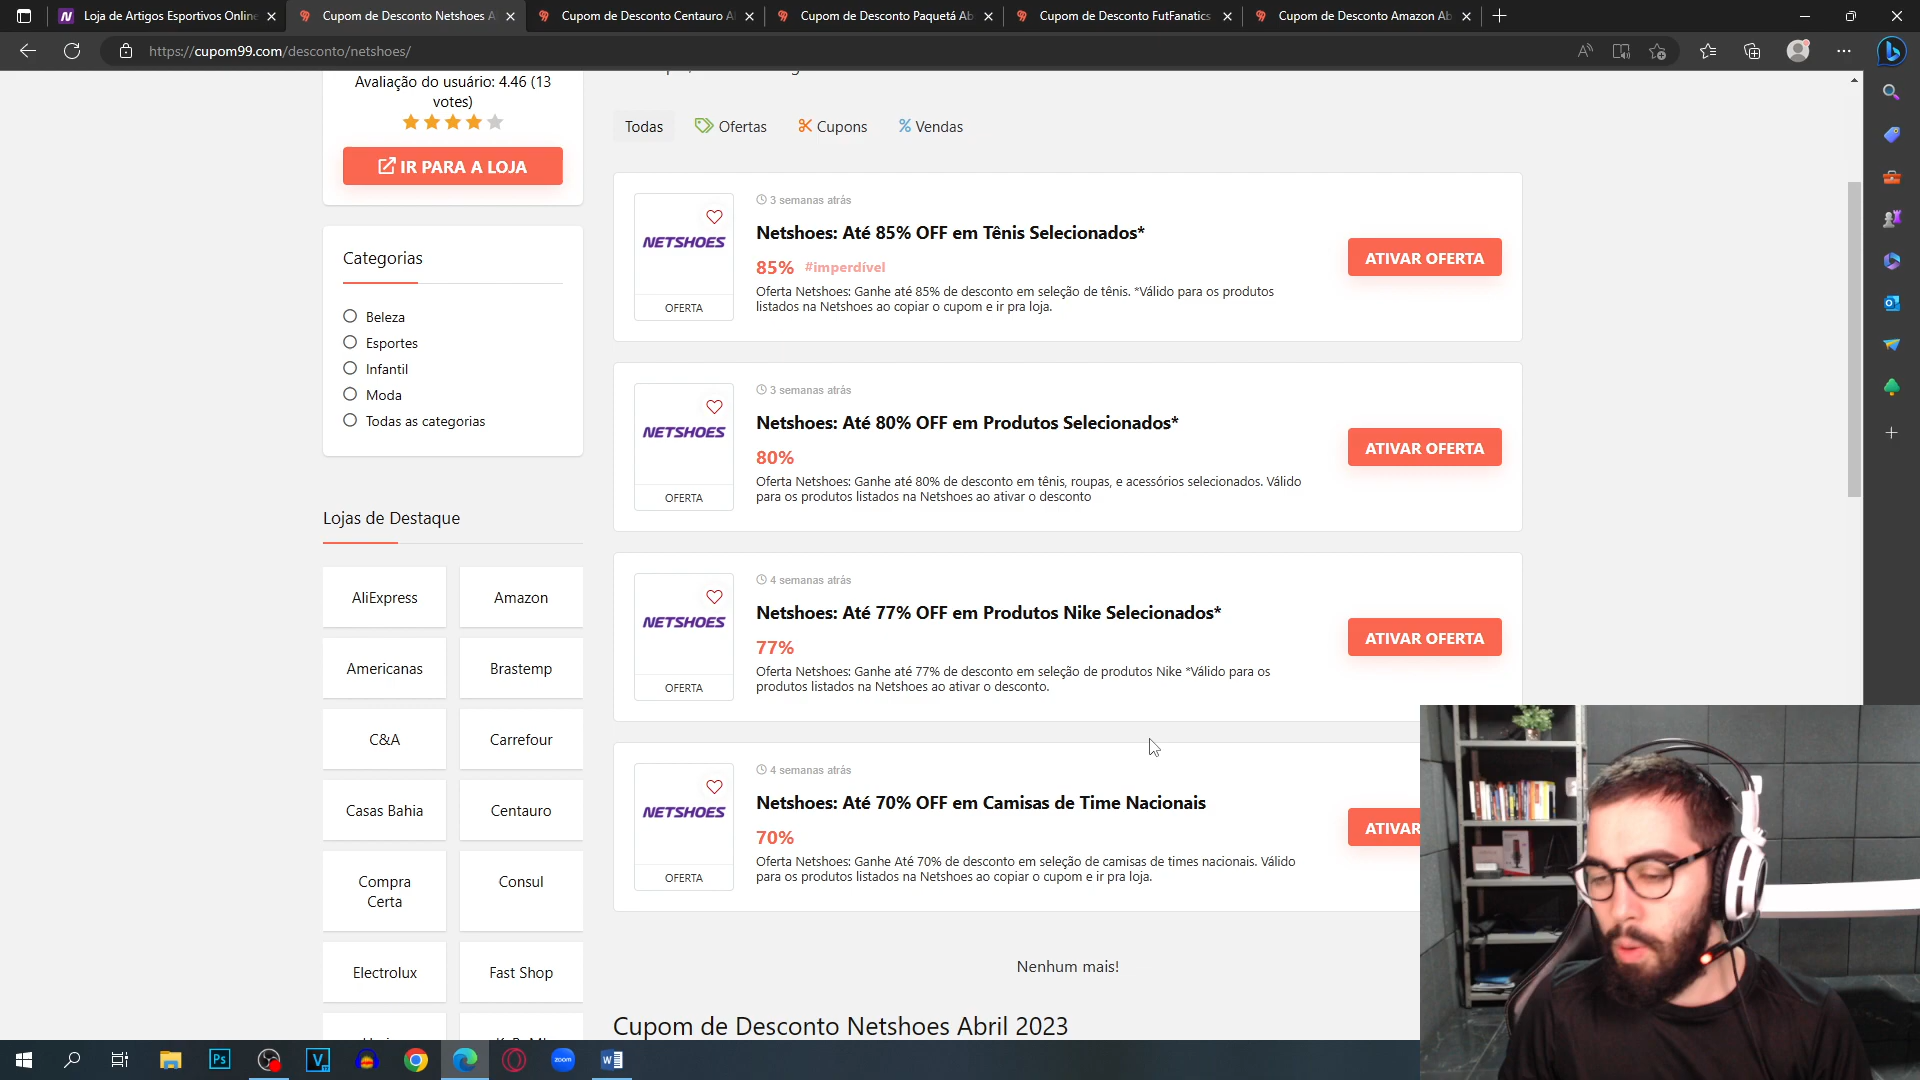 Loja de Artigos Esportivos Online
Cupom de Desconto Netshoes A
Cupom de Desconto Centauro A
Cupom de Desconto Paquetá Ab
Cupom de Desconto FutFanatics
Cupom de Desconto Amazon Ab
https://cupom99.com/desconto/netshoes/
Avaliação do usuário: 4.46 (13
votes)
IR PARA A LOJA
Categorias
Beleza
Esportes
Infantil
Moda
Todas as categorias
Lojas de Destaque
AliExpress
Amazon
Americanas
Brastemp
C&A
Carrefour
Casas Bahia
Centauro
Compra
Certa
Consul
Electrolux
Fast Shop
Todas
Ofertas
Cupons
Vendas
3 semanas atrás
NETSHOES
Netshoes: Até 85% OFF em Tênis Selecionados*
85% #imperdível
Oferta Netshoes: Ganhe até 85% de desconto em seleção de tênis. *Válido para os produtos
listados na Netshoes ao copiar o cupom e ir pra loja.
OFERTA
ATIVAR OFERTA
3 semanas atrás
NETSHOES
Netshoes: Até 80% OFF em Produtos Selecionados*
80%
Oferta Netshoes: Ganhe até 80% de desconto em tênis, roupas, e acessórios selecionados. Válido
para os produtos listados na Netshoes ao ativar o desconto
OFERTA
ATIVAR OFERTA
4 semanas atrás
NETSHOES
Netshoes: Até 77% OFF em Produtos Nike Selecionados*
77%
Oferta Netshoes: Ganhe até 77% de desconto em seleção de produtos Nike *Válido para os
produtos listados na Netshoes ao ativar o desconto.
OFERTA
ATIVAR OFERTA
4 semanas atrás
NETSHOES
Netshoes: Até 70% OFF em Camisas de Time Nacionais
70%
Oferta Netshoes: Ganhe Até 70% de desconto em seleção de camisas de times nacionais. Válido
para os produtos listados na Netshoes ao copiar o cupom e ir pra loja.
OFERTA
ATIVAR
Nenhum mais!
Cupom de Desconto Netshoes Abril 2023
Ps
V
zoom
W